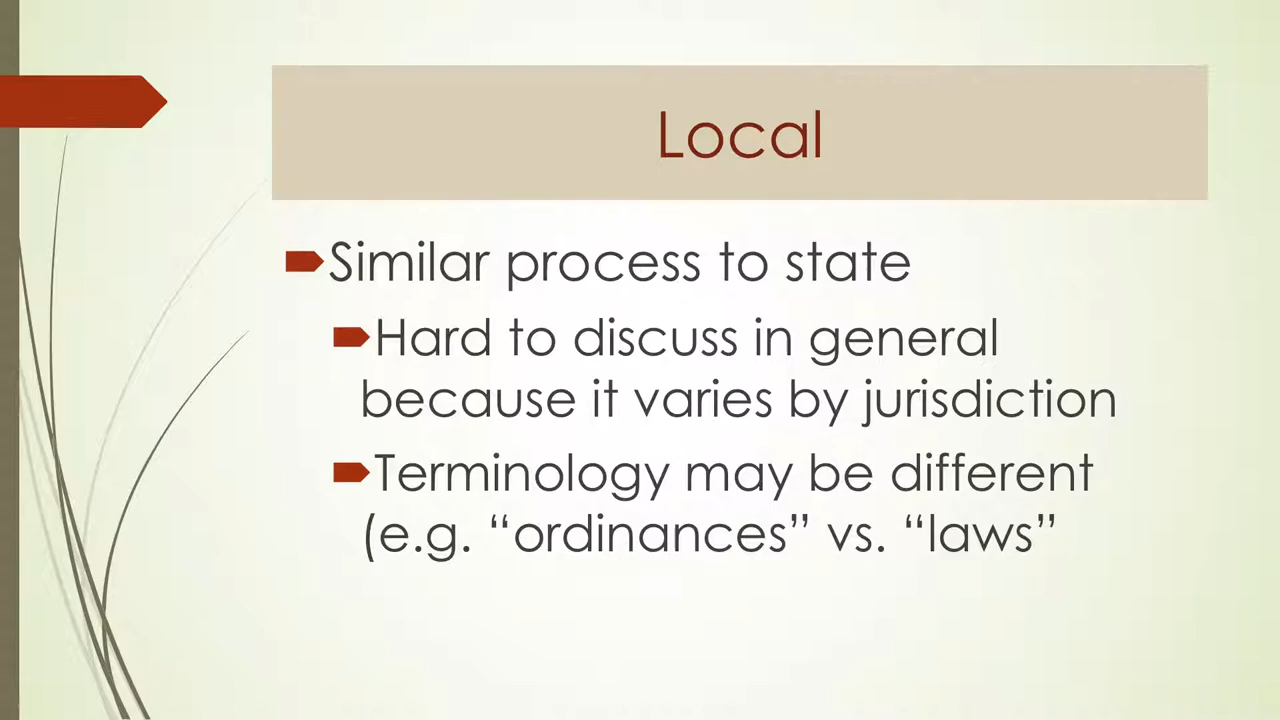 Local
Similar process to state
Hard to discuss in general
because it varies by jurisdiction
Terminology may be different
(e.g. “ordinances” vs. “laws”